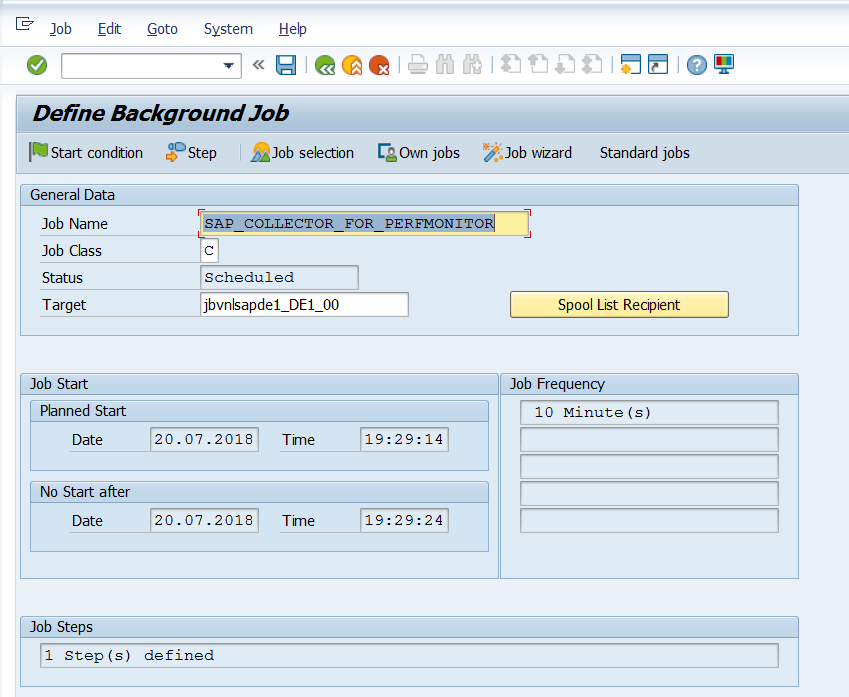 Job Edit Goto System Help
Define Background Job
Start condition Step Job selection Own jobs Job wizard Standard jobs
General Data
Job Name SAP_COLLECTOR_FOR_PERFMONITOR
Job Class C
Status Scheduled
Target jbvnlsapde1_DE1_00 Spool List Recipient
Job Start Job Frequency
Planned Start 10 Minute(s)
Date 20.07.2018 Time 19:29:14
No Start after
Date 20.07.2018 Time 19:29:24
Job Steps
1 Step(s) defined